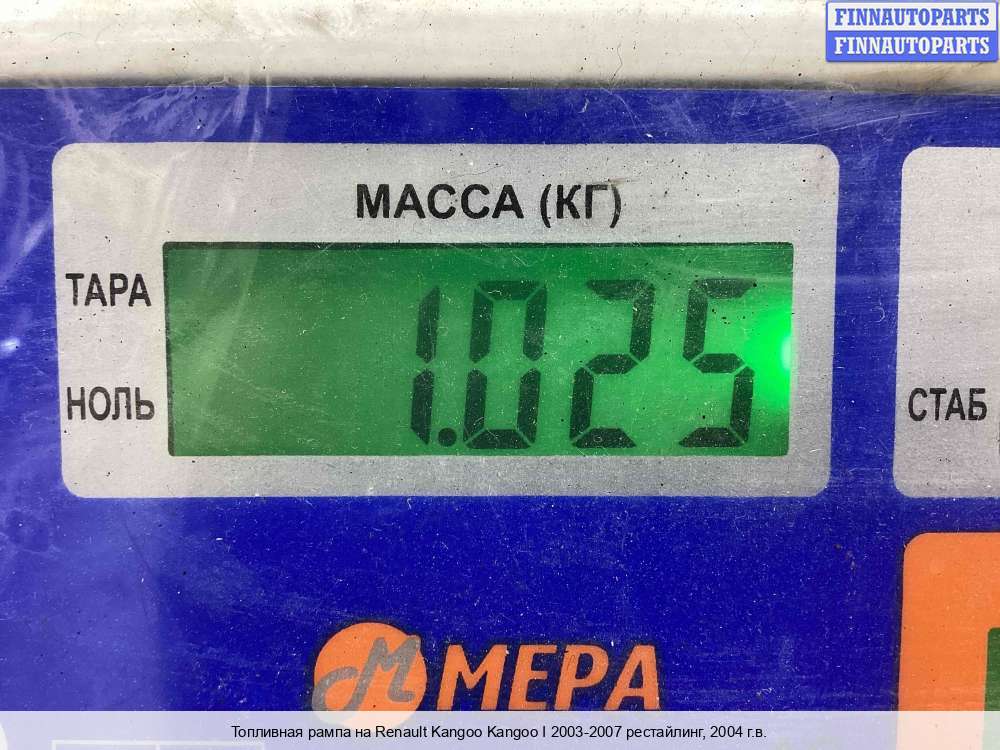 FINNAUTOPARTS
FINNAUTOPARTS
МАССА (КГ)
ТАРА
1.025
НОЛЬ
СТАБ
М МЕРА
Топливная рампа на Renault Kangoo Kangoo I 2003-2007 рестайлинг, 2004 г.в.